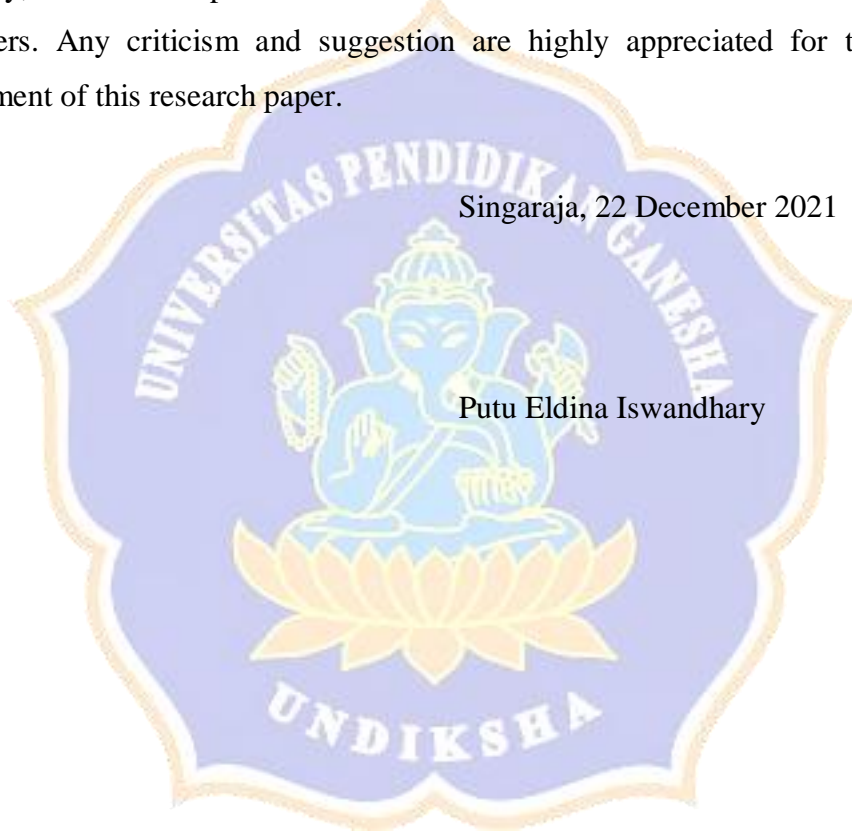 ers. Any criticism and suggestion are highly appreciated for t
ment of this research paper.
Singaraja, 22 December 2021
UNIVERSITAS PENDIDIKAN GANESHA
Putu Eldina Iswandhary
UNDIKSHA